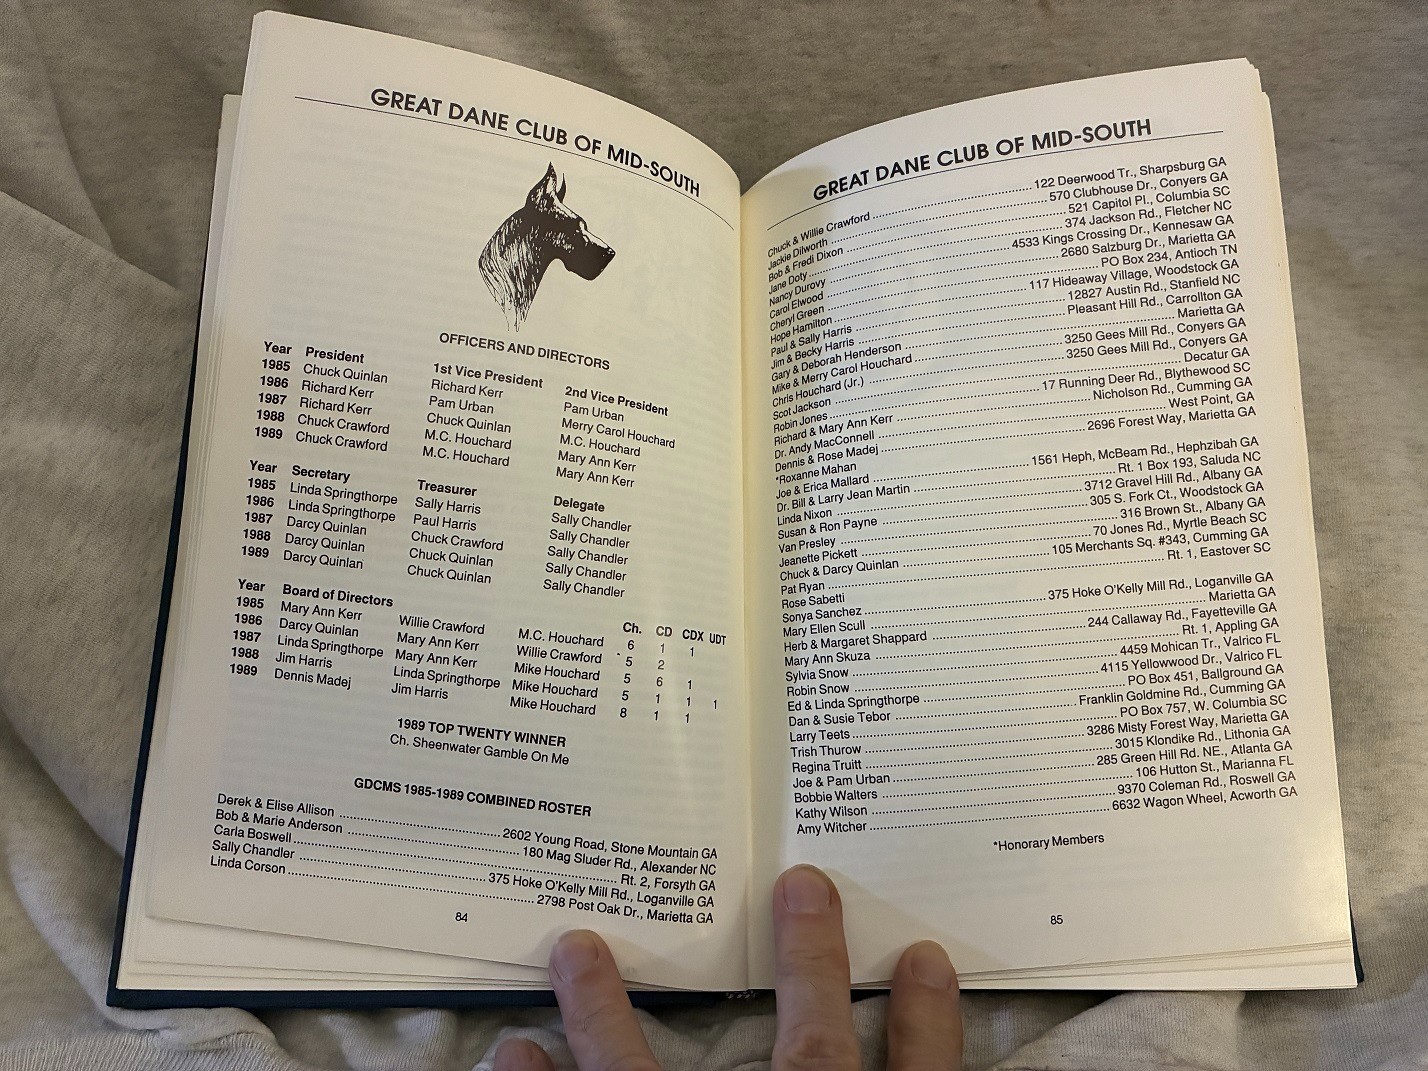 GREAT DANE CLUB OF MID-SOUTH
OFFICERS AND DIRECTORS
Year President 1st Vice President 2nd Vice President
1985 Chuck Quinlan Richard Kerr Pam Urban
1986 Richard Kerr Pam Urban Merry Carol Houchard
1987 Richard Kerr Chuck Quinlan M.C. Houchard
1988 Chuck Crawford M.C. Houchard Mary Ann Kerr
1989 Chuck Crawford M.C. Houchard Mary Ann Kerr
Year Secretary Treasurer Delegate
1985 Linda Springthorpe Sally Harris Sally Chandler
1986 Linda Springthorpe Paul Harris Sally Chandler
1987 Darcy Quinlan Chuck Crawford Sally Chandler
1988 Darcy Quinlan Chuck Quinlan Sally Chandler
1989 Darcy Quinlan Chuck Quinlan Sally Chandler
Year Board of Directors Ch. CD CDX UDT
1985 Mary Ann Kerr Willie Crawford M.C. Houchard 6 1 1
1986 Darcy Quinlan Mary Ann Kerr Willie Crawford 5 2
1987 Linda Springthorpe Mary Ann Kerr Mike Houchard 5 6 1
1988 Jim Harris Linda Springthorpe Mike Houchard 5 1 1 1
1989 Dennis Madej Jim Harris Mike Houchard 8 1 1
1989 TOP TWENTY WINNER
Ch. Sheenwater Gamble On Me
GDCMS 1985-1989 COMBINED ROSTER
Derek & Elise Allison ..... 2602 Young Road, Stone Mountain GA
Bob & Marie Anderson ..... 180 Mag Sluder Rd., Alexander NC
Carla Boswell ..... Rt. 2, Forsyth GA
Sally Chandler ..... 375 Hoke O'Kelly Mill Rd., Loganville GA
Linda Corson ..... 2798 Post Oak Dr., Marietta GA
84
GREAT DANE CLUB OF MID-SOUTH
Chuck & Willie Crawford ..... 122 Deerwood Tr., Sharpsburg GA
Jackie Dilworth ..... 570 Clubhouse Dr., Conyers GA
Bob & Fredi Dixon ..... 521 Capitol Pl., Columbia SC
Jane Doty ..... 374 Jackson Rd., Fletcher NC
Nancy Durovy ..... 4533 Kings Crossing Dr., Kennesaw GA
Carol Elwood ..... 2680 Salzburg Dr., Marietta GA
Cheryl Green ..... PO Box 234, Antioch TN
Hope Hamilton ..... 117 Hideaway Village, Woodstock GA
Paul & Sally Harris ..... 12827 Austin Rd., Stanfield NC
Jim & Becky Harris ..... Pleasant Hill Rd., Carrollton GA
Gary & Deborah Henderson ..... Marietta GA
Mike & Merry Carol Houchard ..... 3250 Gees Mill Rd., Conyers GA
Chris Houchard (Jr.) ..... 3250 Gees Mill Rd., Conyers GA
Scot Jackson ..... Decatur GA
Robin Jones ..... 17 Running Deer Rd., Blythewood SC
Richard & Mary Ann Kerr ..... Nicholson Rd., Cumming GA
Dr. Andy MacConnell ..... West Point, GA
Dennis & Rose Madej ..... 2696 Forest Way, Marietta GA
*Roxanne Mahan
Joe & Erica Mallard ..... 1561 Heph, McBeam Rd., Hephzibah GA
Dr. Bill & Larry Jean Martin ..... Rt. 1 Box 193, Saluda NC
Linda Nixon ..... 3712 Gravel Hill Rd., Albany GA
Susan & Ron Payne ..... 305 S. Fork Ct., Woodstock GA
Van Presley ..... 316 Brown St., Albany GA
Jeanette Pickett ..... 70 Jones Rd., Myrtle Beach SC
Chuck & Darcy Quinlan ..... 105 Merchants Sq. #343, Cumming GA
Pat Ryan ..... Rt. 1, Eastover SC
Rose Sabetti
Sonya Sanchez ..... 375 Hoke O'Kelly Mill Rd., Loganville GA
Mary Ellen Scull ..... Marietta GA
Herb & Margaret Shappard ..... 244 Callaway Rd., Fayetteville GA
Mary Ann Skuza ..... Rt. 1, Appling GA
Sylvia Snow ..... 4459 Mohican Tr., Valrico FL
Robin Snow ..... 4115 Yellowwood Dr., Valrico FL
Ed & Linda Springthorpe ..... PO Box 451, Ballground GA
Dan & Susie Tebor ..... Franklin Goldmine Rd., Cumming GA
Larry Teets ..... PO Box 757, W. Columbia SC
Trish Thurow ..... 3286 Misty Forest Way, Marietta GA
Regina Truitt ..... 3015 Klondike Rd., Lithonia GA
Joe & Pam Urban ..... 285 Green Hill Rd. NE., Atlanta GA
Bobbie Walters ..... 106 Hutton St., Marianna FL
Kathy Wilson ..... 9370 Coleman Rd., Roswell GA
Amy Witcher ..... 6632 Wagon Wheel, Acworth GA
*Honorary Members
85